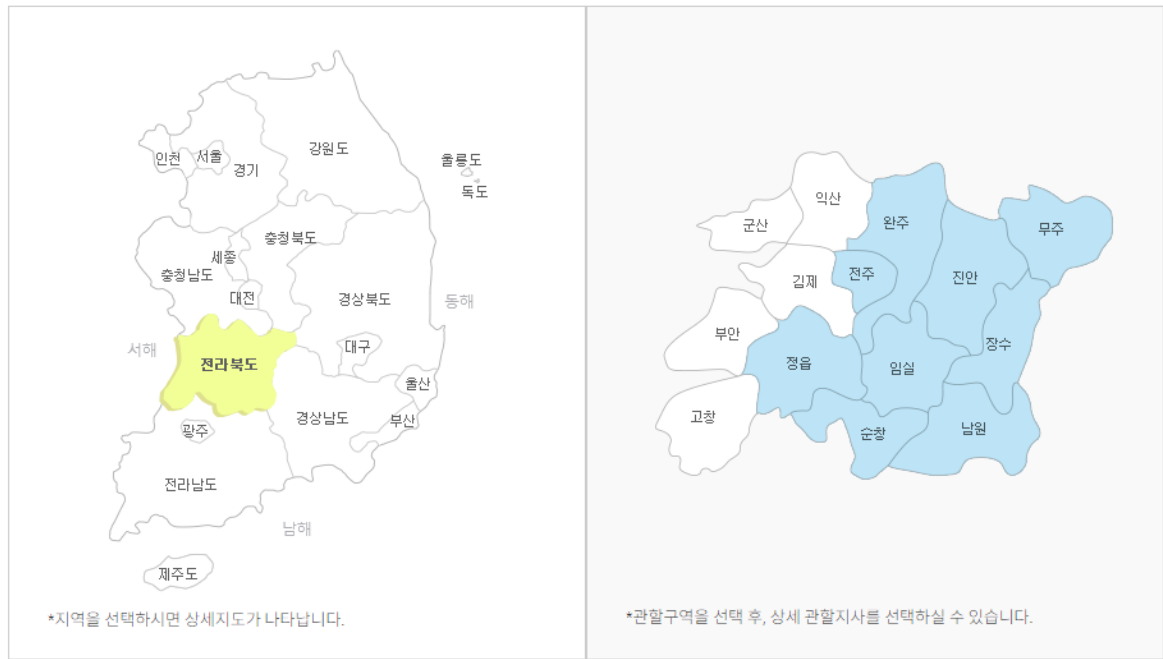 강원도
인천
서울
경기
울릉도
독도
충청북도
세종
충청남도
대전
경상북도
동해
서해
대구
전라북도
울산
경상남도
부산
광주
전라남도
남해
제주도
*지역을 선택하시면 상세지도가 나다납니다.
익산
군산
완주
무주
전주
진안
김제
부안
장수
정읍
임실
고창
순창
남원
*관할구역을 선택 후, 상세 관할지사를 선택하실 수 있습니다.